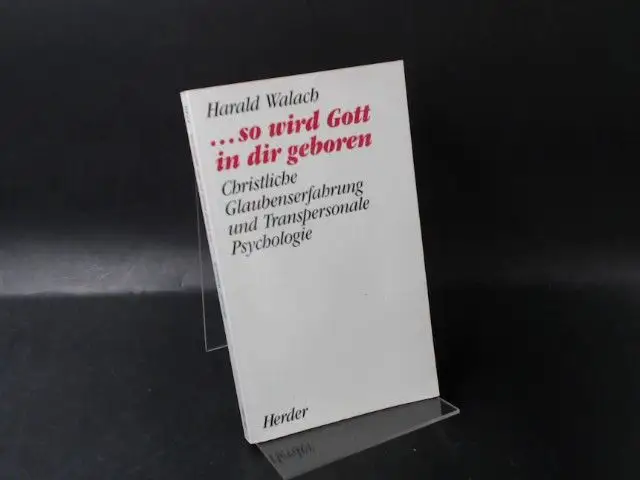 Harald Walach
...so wird Gott
in dir geboren
Christliche
Glaubenserfahrung
und Transpersonale
Psychologie
Herder